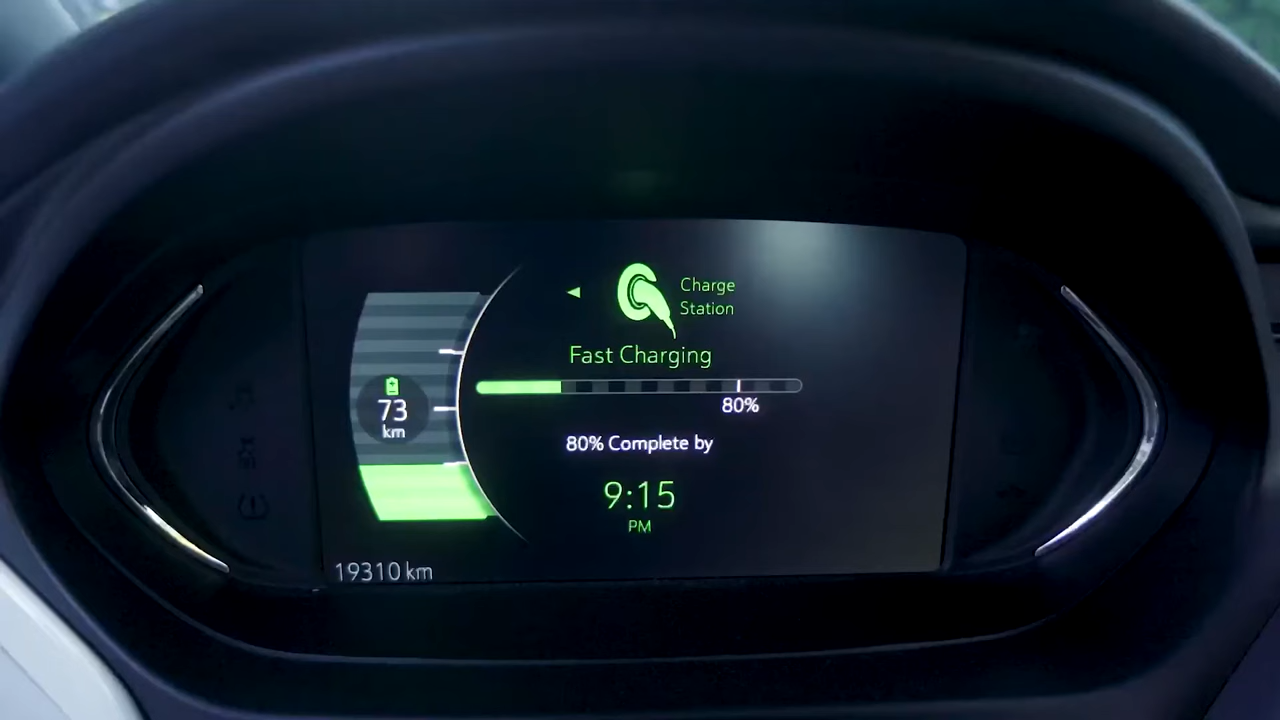 Charge
Station
Fast Charging
80%
73
km
80% Complete by
9:15
PM
19310 km